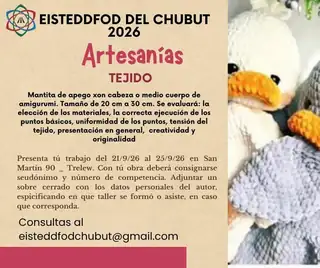 EISTEDDFOD DEL CHUBUT
2026
Artesanías
TEJIDO
Mantita de apego xon cabeza o medio cuerpo de
amigurumi. Tamaño de 20 cm a 30 cm. Se evaluará: la
elección de los materiales, la correcta ejecución de los
puntos básicos, uniformidad de los puntos, tensión del
tejido, presentación en general, creatividad y
originalidad
Presenta tú trabajo del 21/9/26 al 25/9/26 en San
Martín 90 _ Trelew. Con tú obra deberá consignarse
seudónimo y número de competencia. Adjuntar un
sobre cerrado con los datos personales del autor,
espicificando en que taller se formó o asiste, en caso
que corresponda.
Consultas al
eisteddfodchubut@gmail.com